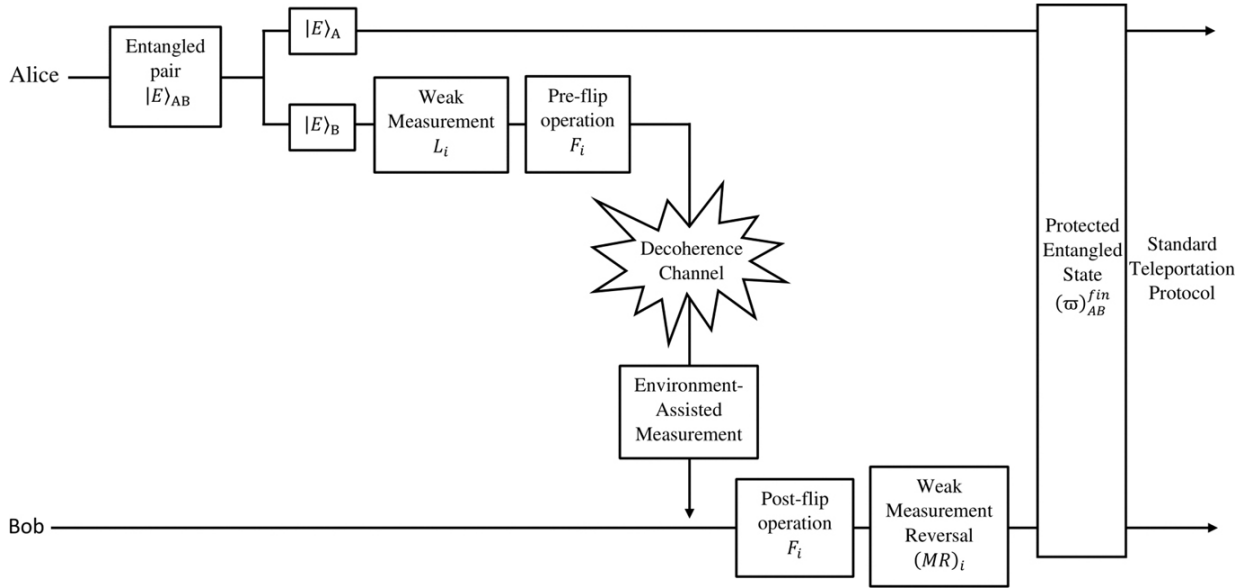 Alice
Entangled
pair
|E⟩AB
|E⟩A
|E⟩B
Weak
Measurement
Lᵢ
Pre-flip
operation
Fᵢ
Decoherence
Channel
Environment-
Assisted
Measurement
Bob
Post-flip
operation
Fᵢ
Weak
Measurement
Reversal
(MR)ᵢ
Protected
Entangled
State
(ϖ)ᶠⁱⁿAB
Standard
Teleportation
Protocol